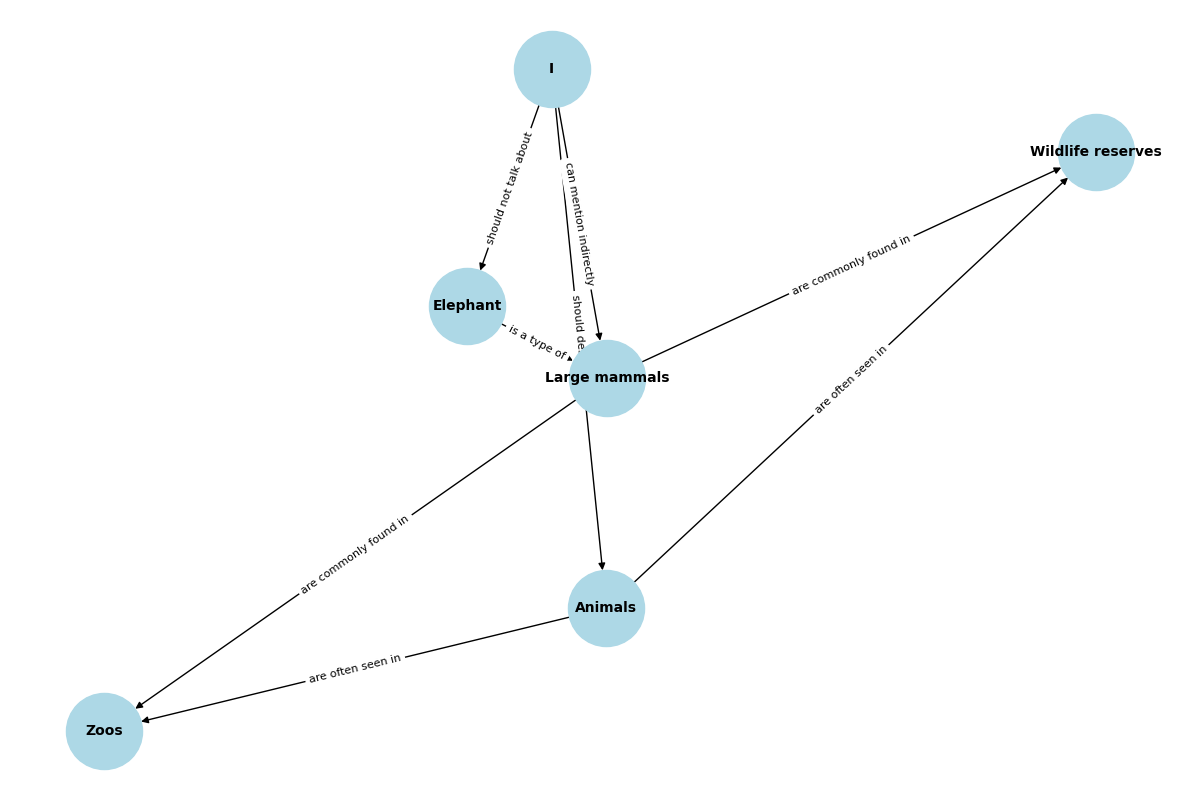 I
Wildlife reserves
should not talk about
can mention indirectly
are commonly found in
Elephant
should
is a type of
Large mammals
are often seen in
are commonly found in
Animals
are often seen in
Zoos